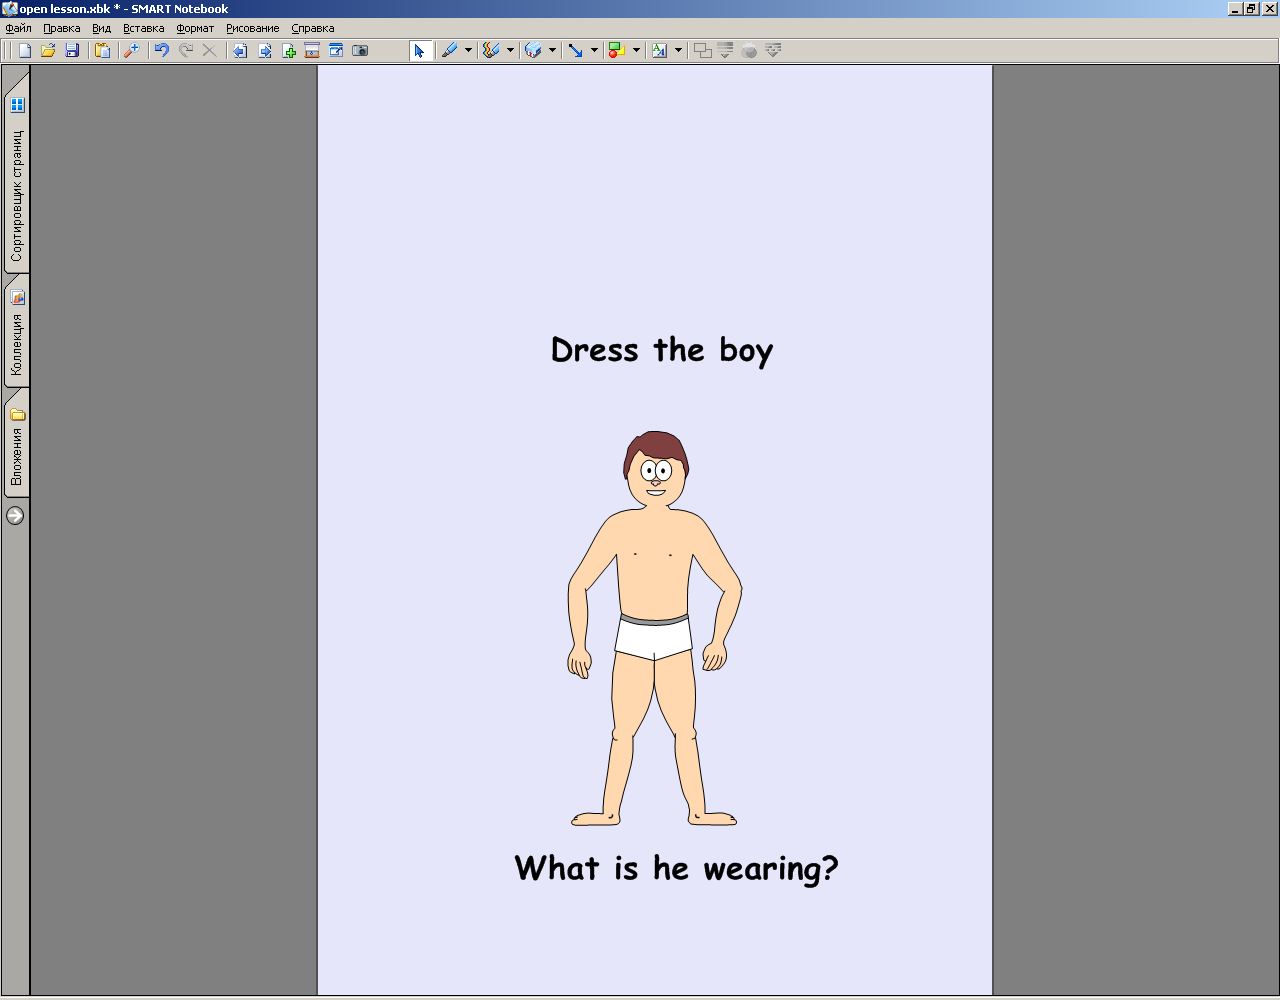 open lesson.xbk * - SMART Notebook
Файл Правка Вид Вставка Формат Рисование Справка
Сортировщик страниц
Коллекция
Вложения
Dress the boy
What is he wearing?